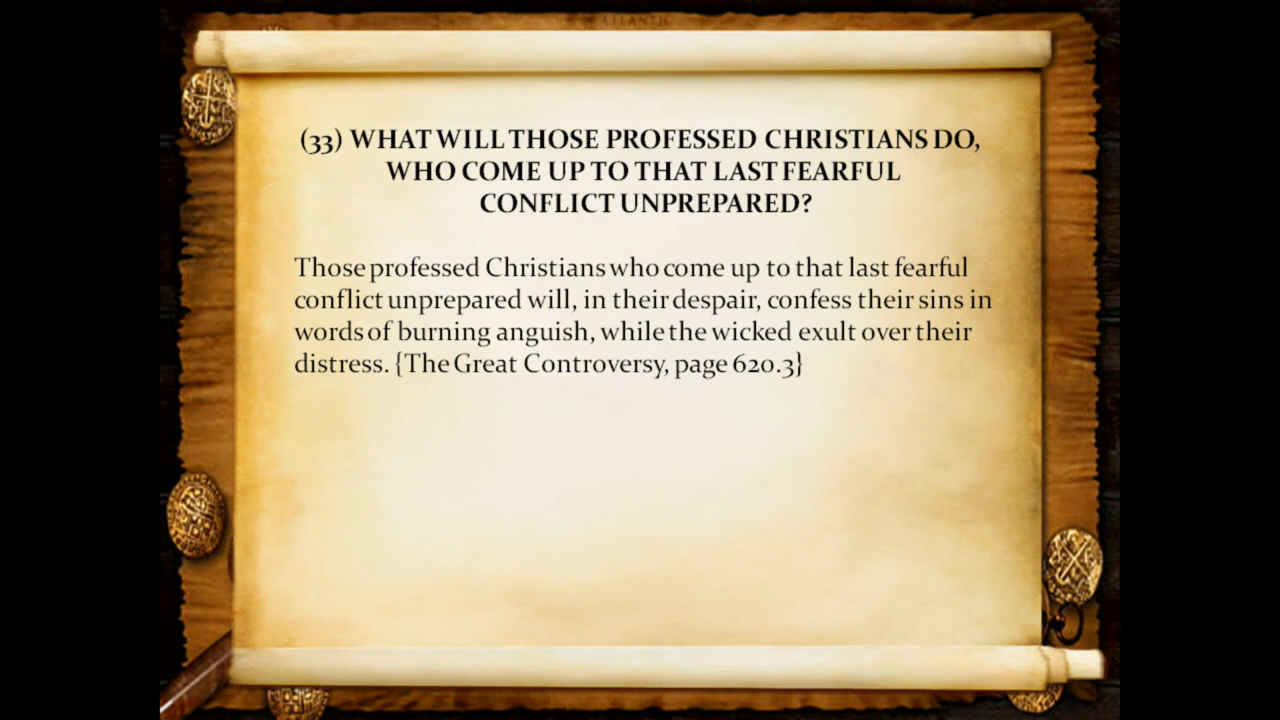 ATLANTIC
(33) WHAT WILL THOSE PROFESSED CHRISTIANS DO,
WHO COME UP TO THAT LAST FEARFUL
CONFLICT UNPREPARED?
Those professed Christians who come up to that last fearful
conflict unprepared will, in their despair, confess their sins in
words of burning anguish, while the wicked exult over their
distress. {The Great Controversy, page 620.3}